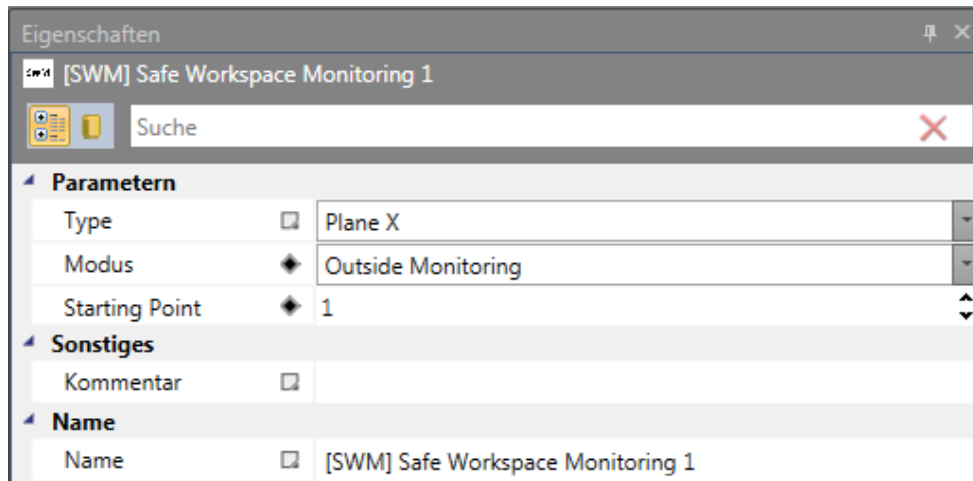 Eigenschaften
[SWM] Safe Workspace Monitoring 1
Suche
Parametern
Type Plane X
Modus Outside Monitoring
Starting Point 1
Sonstiges
Kommentar
Name
Name [SWM] Safe Workspace Monitoring 1